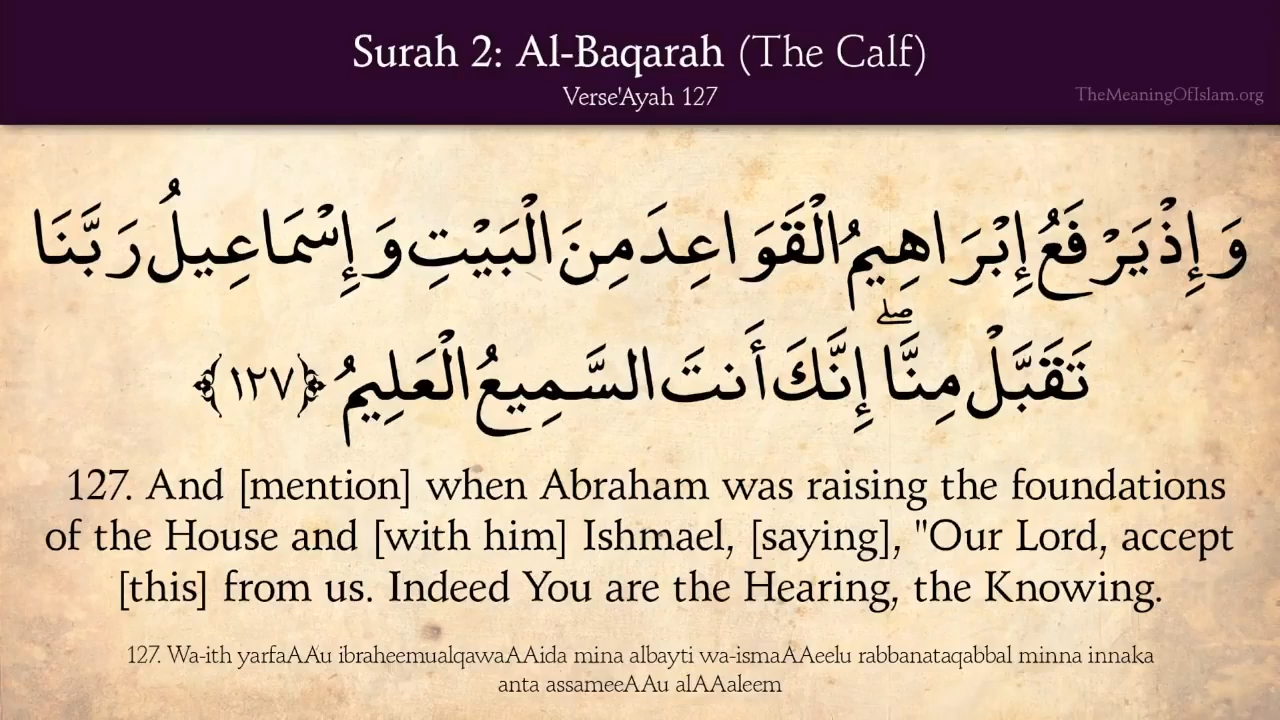 Surah 2: Al-Baqarah (The Calf)
Verse'Ayah 127
TheMeaningOfIslam.org
وَإِذْ يَرْفَعُ إِبْرَاهِيمُ الْقَوَاعِدَ مِنَ الْبَيْتِ وَإِسْمَاعِيلُ رَبَّنَا
تَقَبَّلْ مِنَّا ۖ إِنَّكَ أَنتَ السَّمِيعُ الْعَلِيمُ ﴿١٢٧﴾
127. And [mention] when Abraham was raising the foundations
of the House and [with him] Ishmael, [saying], "Our Lord, accept
[this] from us. Indeed You are the Hearing, the Knowing.
127. Wa-ith yarfaAAu ibraheemualqawaAAida mina albayti wa-ismaAAeelu rabbanataqabbal minna innaka
anta assameeAAu alAAaleem